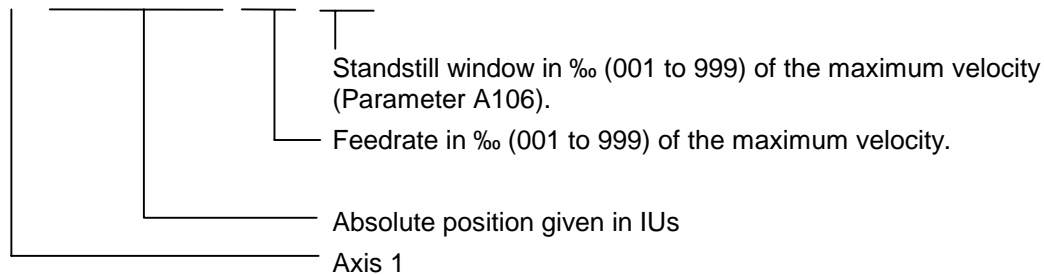 Standstill window in ‰ (001 to 999) of the maximum velocity
(Parameter A106).
Feedrate in ‰ (001 to 999) of the maximum velocity.
Absolute position given in IUs
Axis 1